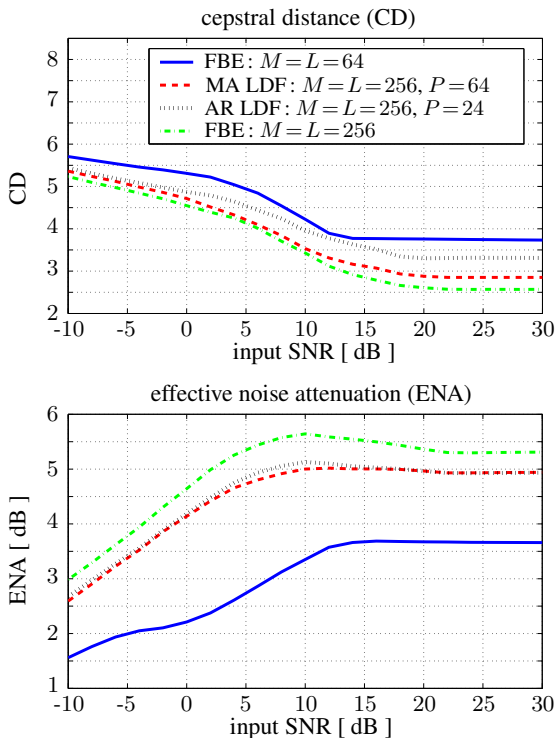 cepstral distance (CD)
8
7
6
5
4
3
2
CD
FBE: M = L = 64
MA LDF: M = L = 256, P = 64
AR LDF: M = L = 256, P = 24
FBE: M = L = 256
-10 -5 0 5 10 15 20 25 30
input SNR [ dB ]
effective noise attenuation (ENA)
6
5
4
3
2
1
ENA [ dB ]
-10 -5 0 5 10 15 20 25 30
input SNR [ dB ]